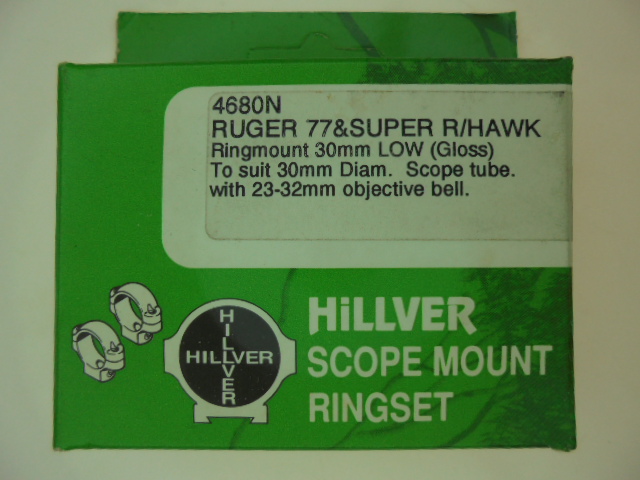 4680N
RUGER 77&SUPER R/HAWK
Ringmount 30mm LOW (Gloss)
To suit 30mm Diam. Scope tube.
with 23-32mm objective bell.
HILLVER
HILLVER
HiLLVER
SCOPE MOUNT
RINGSET